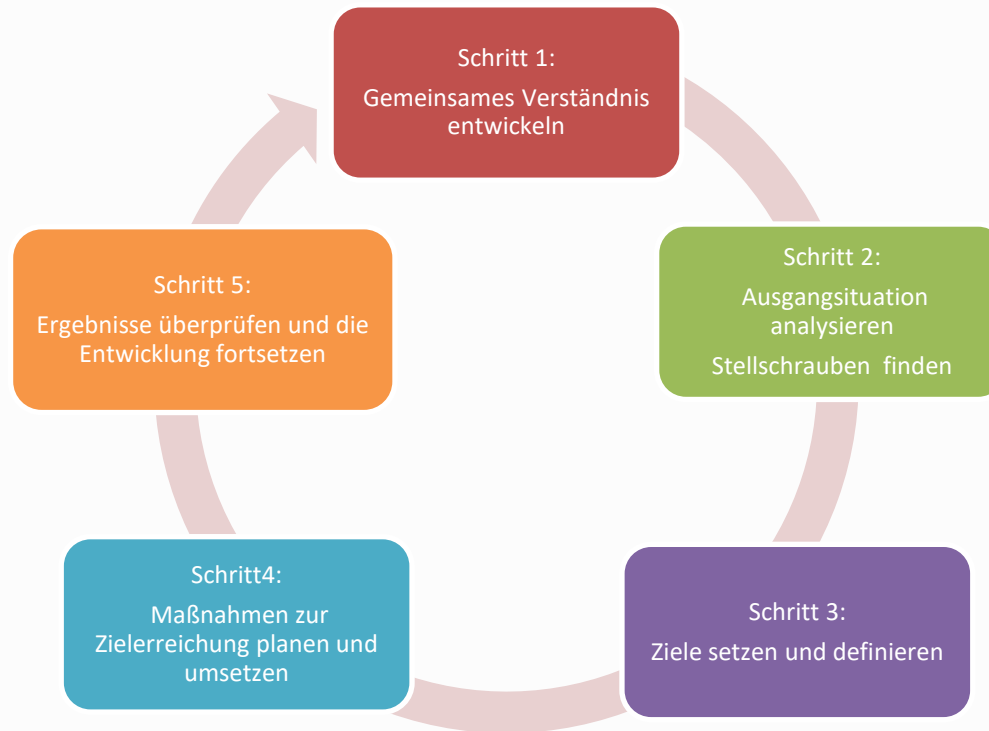 Schritt 1:
Gemeinsames Verständnis
entwickeln
Schritt 2:
Ausgangsituation
analysieren
Stellschrauben finden
Schritt 3:
Ziele setzen und definieren
Schritt4:
Maßnahmen zur
Zielerreichung planen und
umsetzen
Schritt 5:
Ergebnisse überprüfen und die
Entwicklung fortsetzen